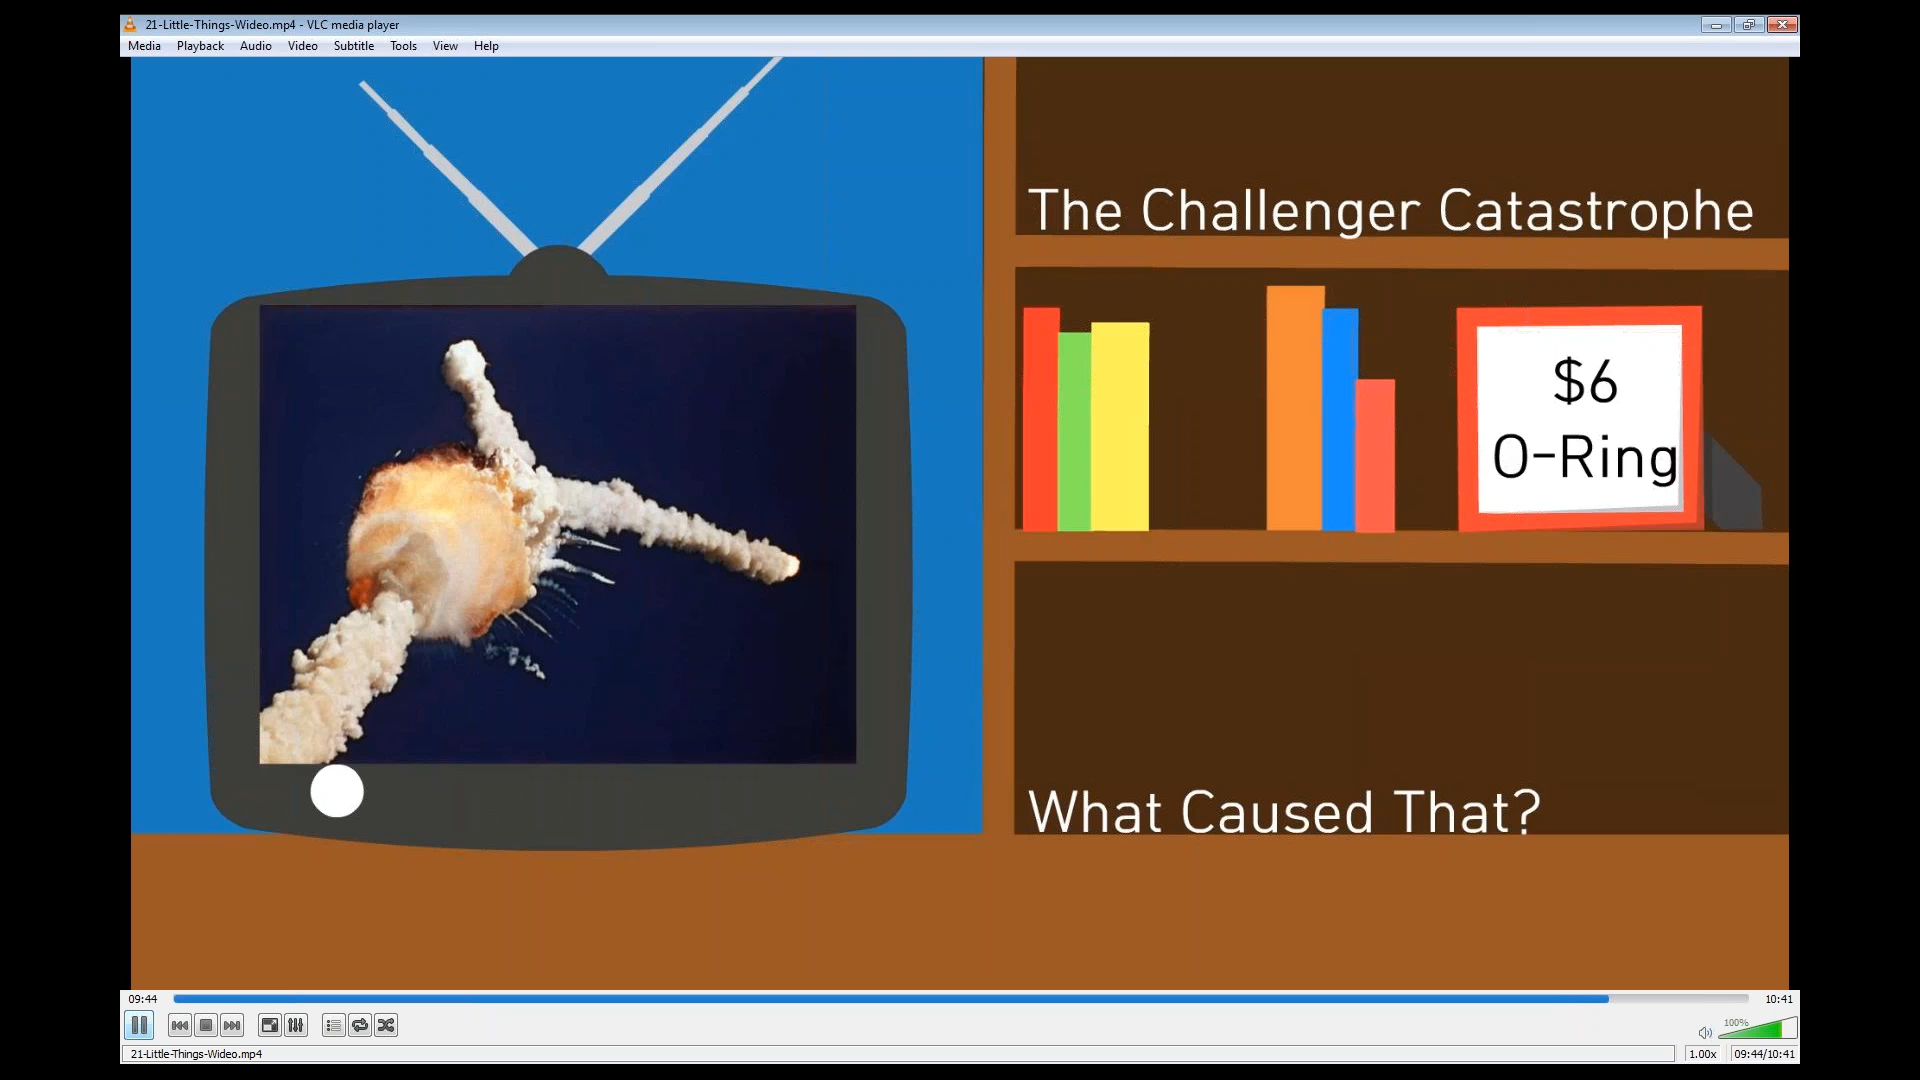 21-Little-Things-Wideo.mp4 - VLC media player
Media Playback Audio Video Subtitle Tools View Help
The Challenger Catastrophe
$6
O-Ring
What Caused That?
09:44 10:41
100%
21-Little-Things-Wideo.mp4 1.00x 09:44/10:41